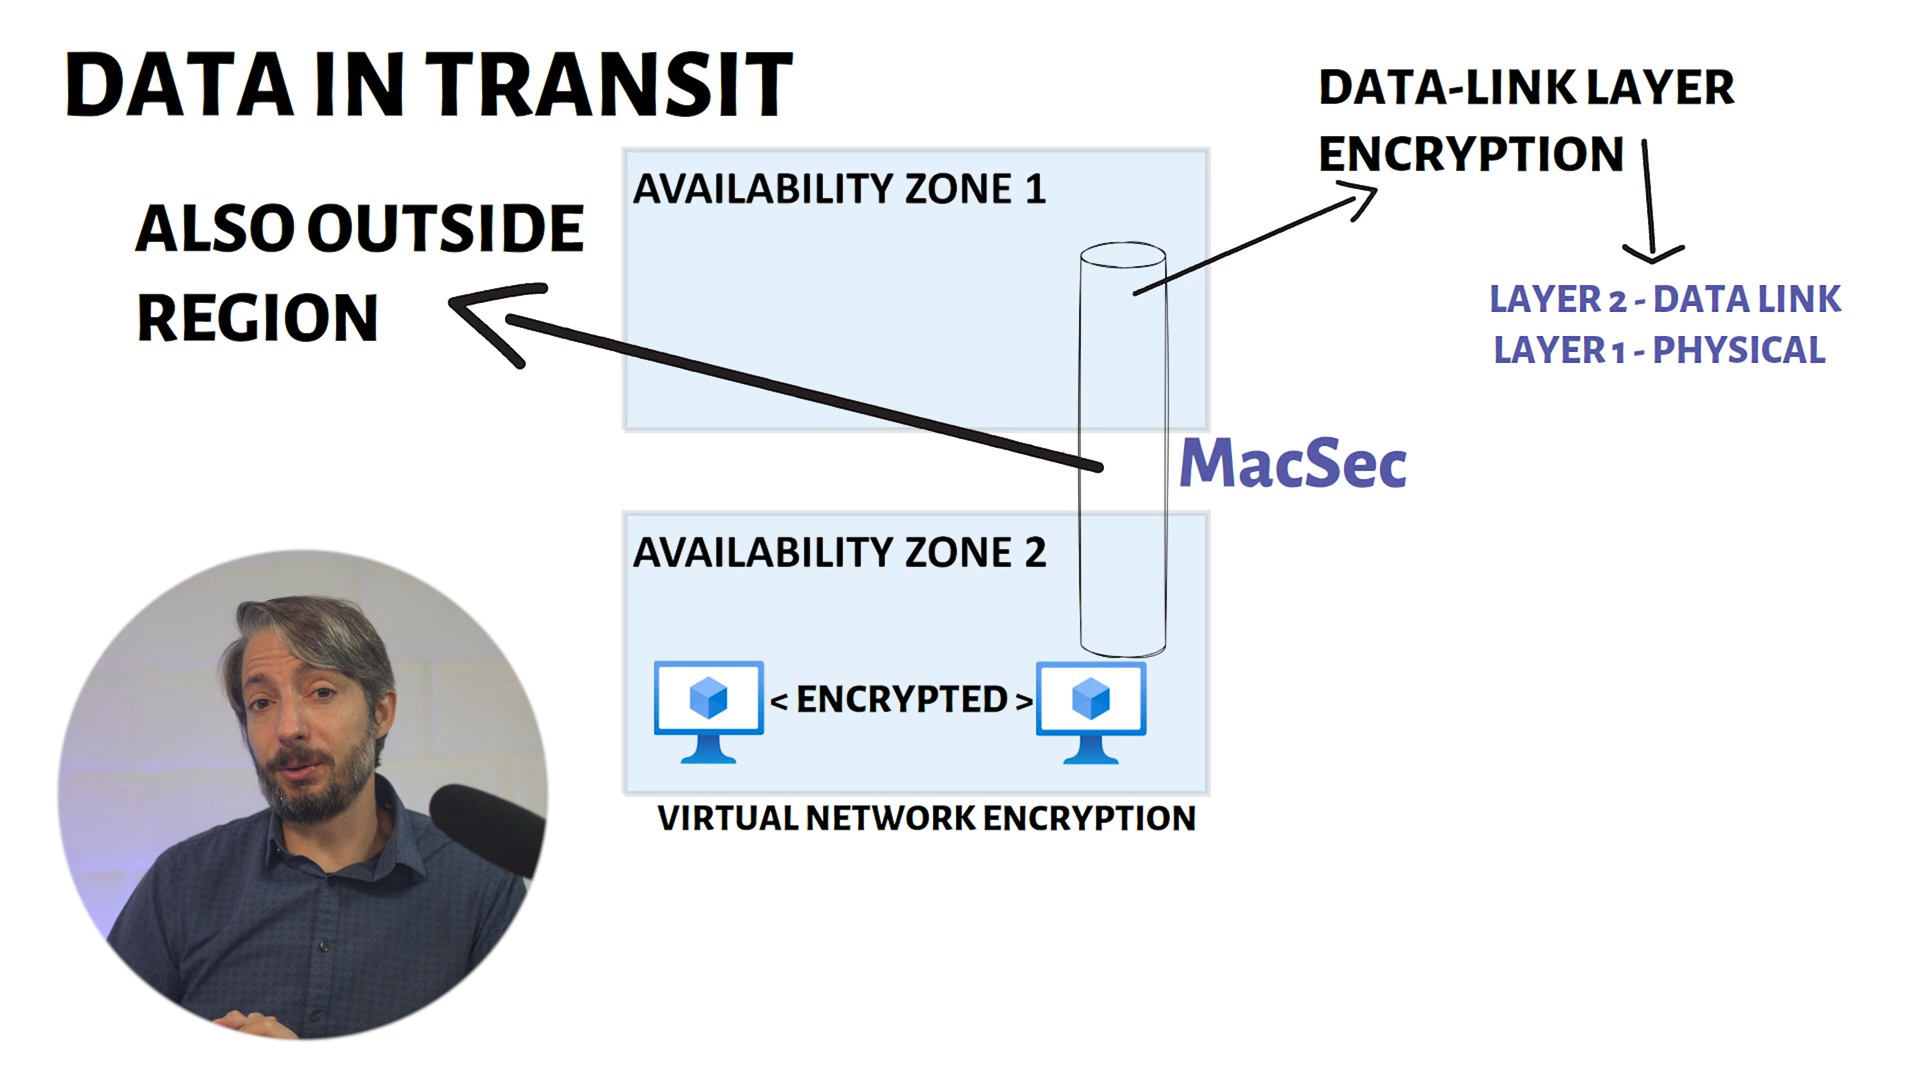 DATA IN TRANSIT
ALSO OUTSIDE
REGION
AVAILABILITY ZONE 1
DATA-LINK LAYER
ENCRYPTION
LAYER 2 - DATA LINK
LAYER 1 - PHYSICAL
MacSec
AVAILABILITY ZONE 2
< ENCRYPTED >
VIRTUAL NETWORK ENCRYPTION